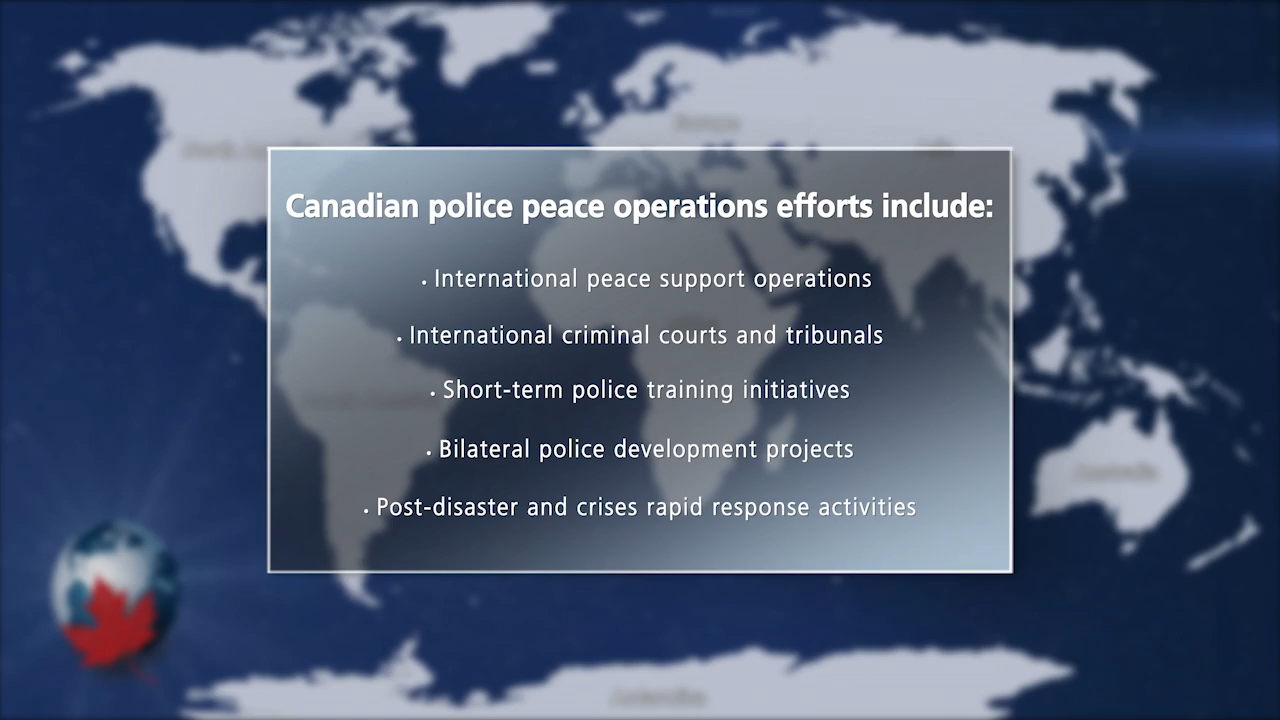 Canadian police peace operations efforts include:
• International peace support operations
• International criminal courts and tribunals
• Short-term police training initiatives
• Bilateral police development projects
• Post-disaster and crises rapid response activities